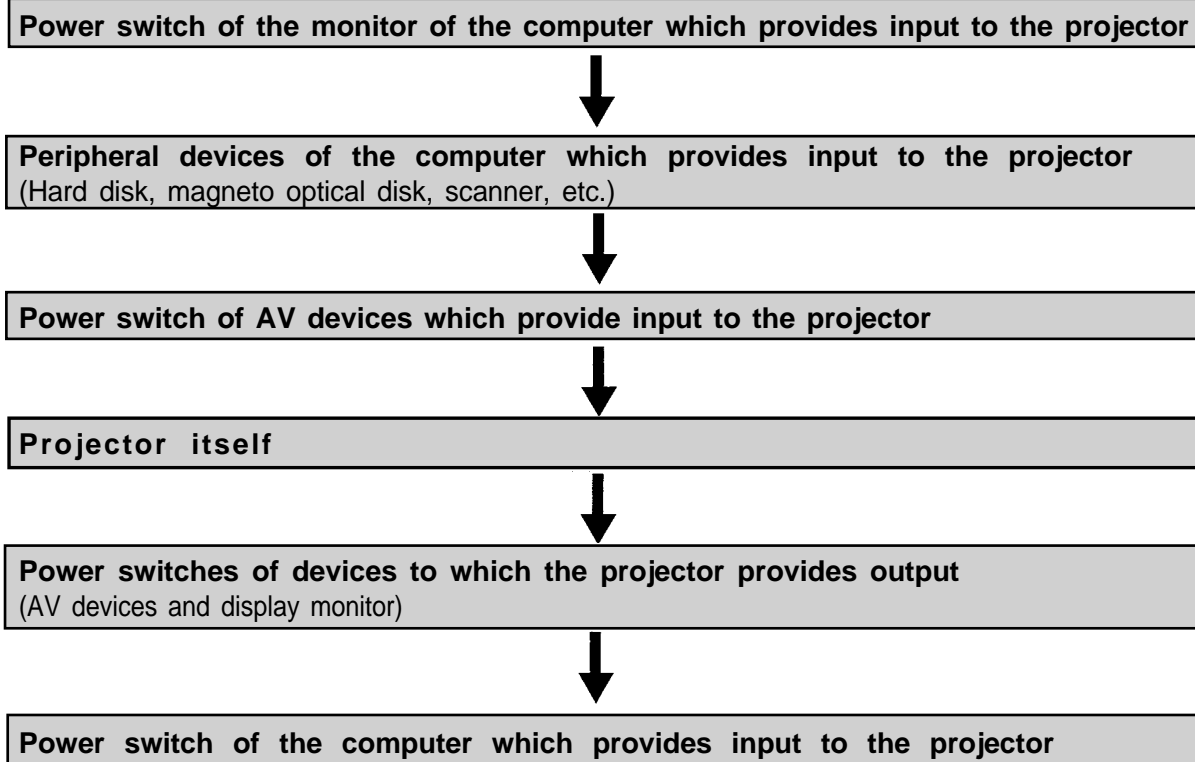 Power switch of the monitor of the computer which provides input to the projector
Peripheral devices of the computer which provides input to the projector
(Hard disk, magneto optical disk, scanner, etc.)
Power switch of AV devices which provide input to the projector
Projector itself
Power switches of devices to which the projector provides output
(AV devices and display monitor)
Power switch of the computer which provides input to the projector